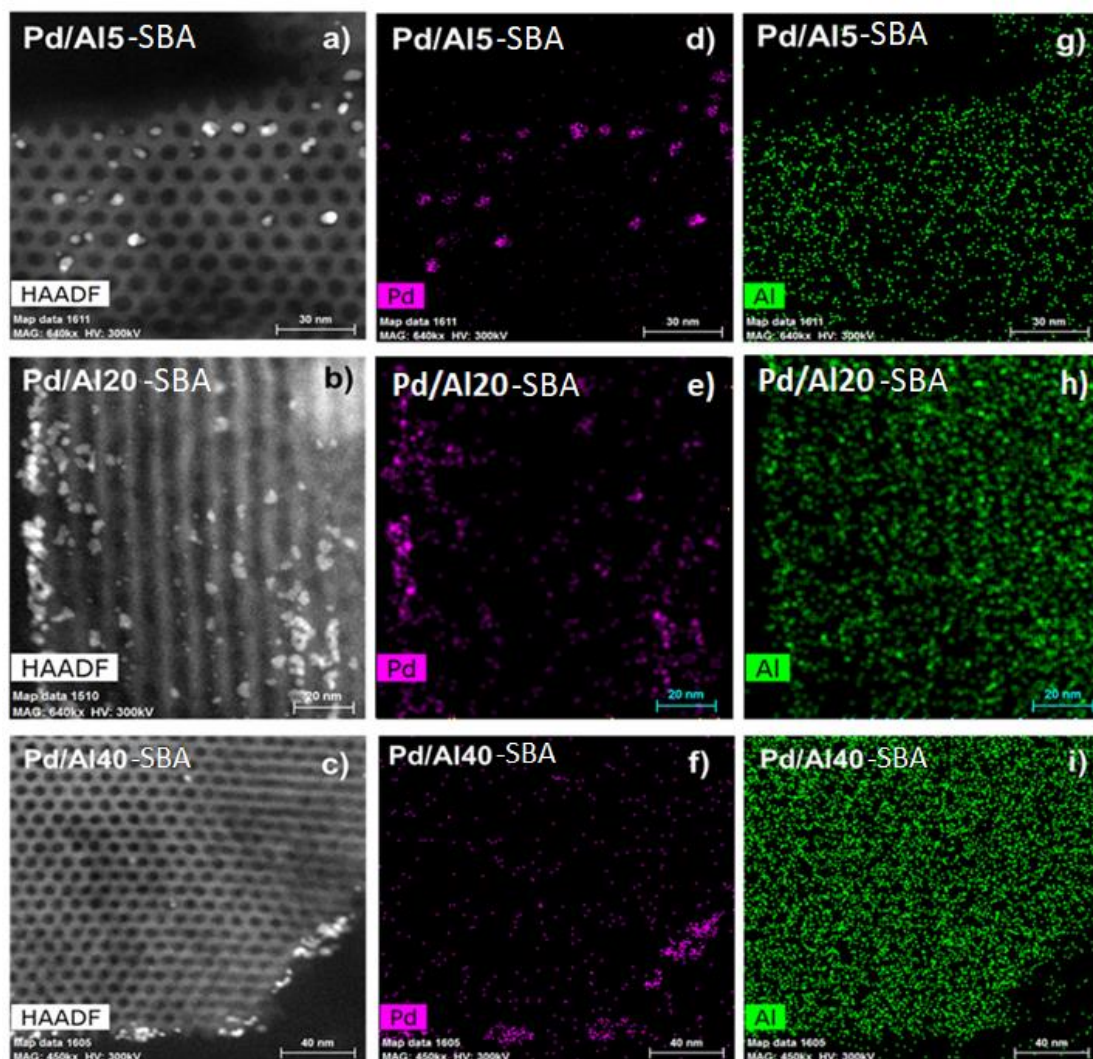 Pd/Al5-SBA a)
HAADF
Map data 1611
MAG: 640kx HV: 300kV
30 nm
Pd/Al5-SBA d)
Pd
Map data 1611
MAG: 640kx HV: 300kV
30 nm
Pd/Al5-SBA g)
Al
Map data 1611
MAG: 640kx HV: 300kV
30 nm
Pd/Al20-SBA b)
HAADF
Map data 1510
MAG: 640kx HV: 300kV
20 nm
Pd/Al20-SBA e)
Pd
20 nm
Pd/Al20-SBA h)
Al
20 nm
Pd/Al40-SBA c)
HAADF
Map data 1605
MAG: 450kx HV: 300kV
40 nm
Pd/Al40-SBA f)
Pd
Map data 1605
MAG: 450kx HV: 300kV
40 nm
Pd/Al40-SBA i)
Al
Map data 1605
MAG: 450kx HV: 300kV
40 nm